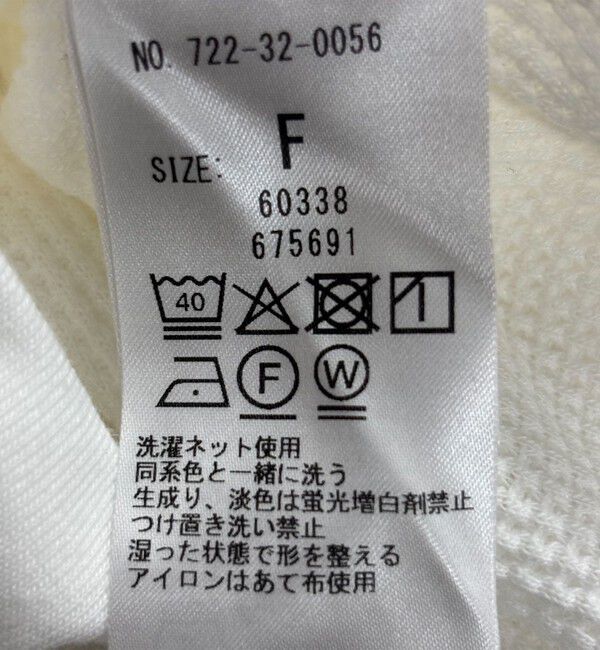 NO. 722-32-0056
SIZE: F
60338
675691
40
F W
洗濯ネット使用
同系色と一緒に洗う
生成り、淡色は蛍光増白剤禁止
つけ置き洗い禁止
湿った状態で形を整える
アイロンはあて布使用